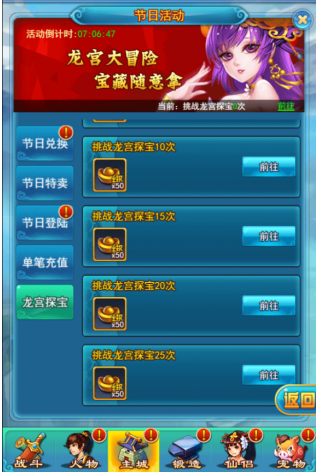 节日活动
活动倒计时:07:06:47
龙宫大冒险
宝藏随意拿
当前: 挑战龙宫探宝0次
前往
节日兑换
节日特卖
节日登陆
单笔充值
龙宫探宝
x50
挑战龙宫探宝10次
x50
前往
挑战龙宫探宝15次
x50
前往
挑战龙宫探宝20次
x50
前往
挑战龙宫探宝25次
x50
前往
返回
战斗
人物
主城
锻造
仙侣
宠物